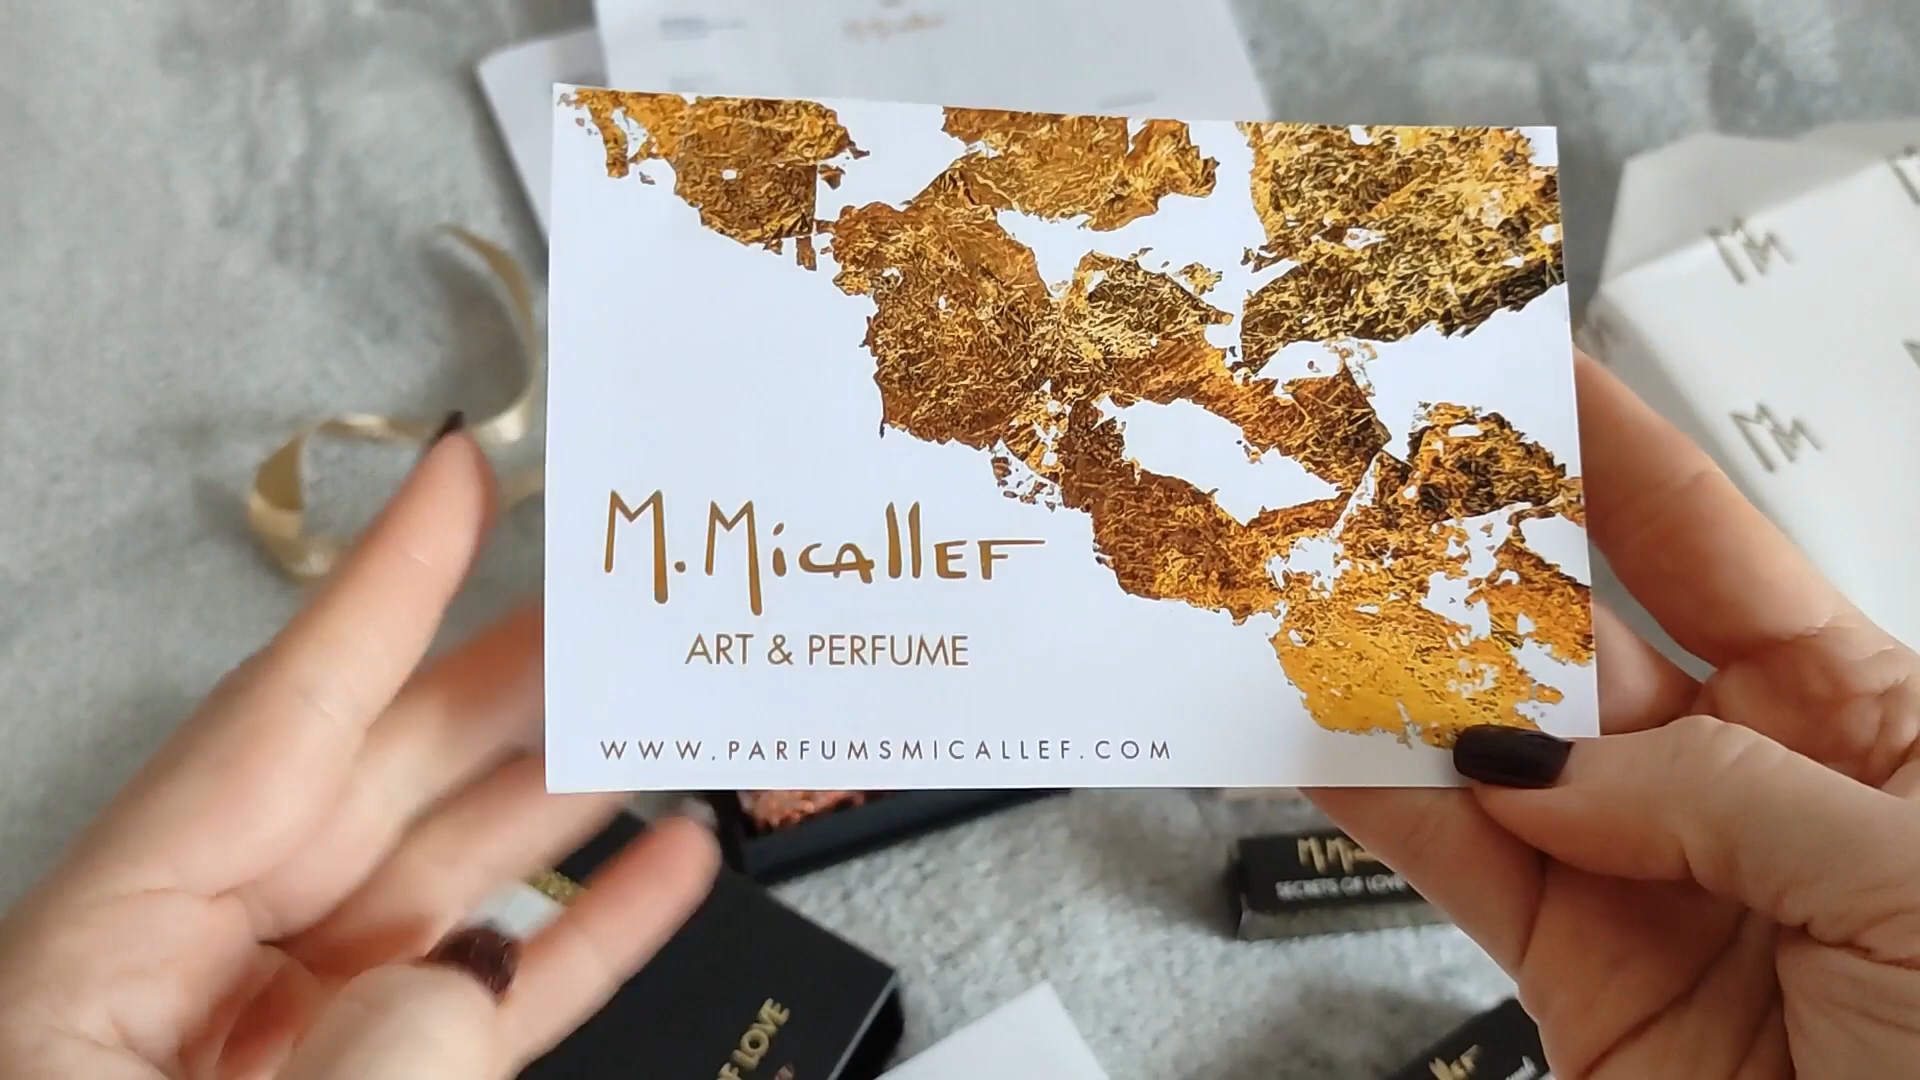 M. Micallef
ART & PERFUME
WWW.PARFUMSMICALLEF.COM
SECRETS OF LOVE
OF LOVE